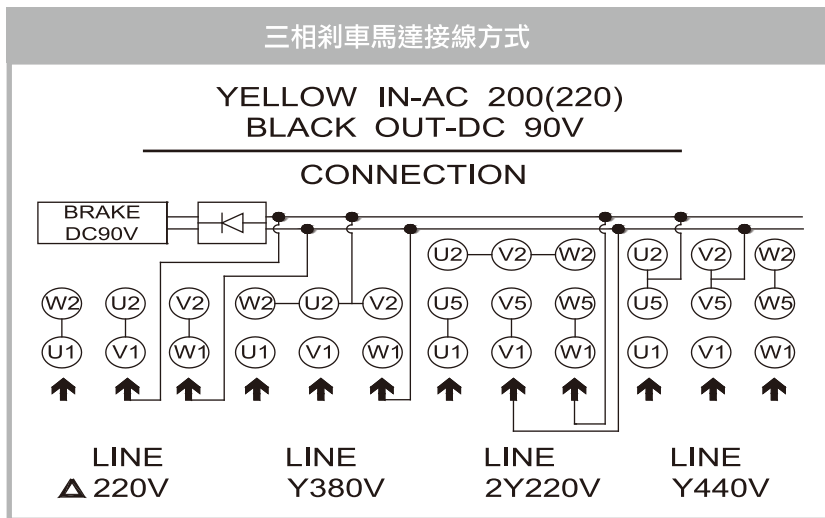 三相剎車馬達接線方式
YELLOW IN-AC 200(220)
BLACK OUT-DC 90V
CONNECTION
BRAKE
DC90V
U2 V2 W2 U2 V2 W2
W2 U2 V2 W2 U2 V2 U5 V5 W5 U5 V5 W5
U1 V1 W1 U1 V1 W1 U1 V1 W1 U1 V1 W1
LINE LINE LINE LINE
Δ 220V Y380V 2Y220V Y440V